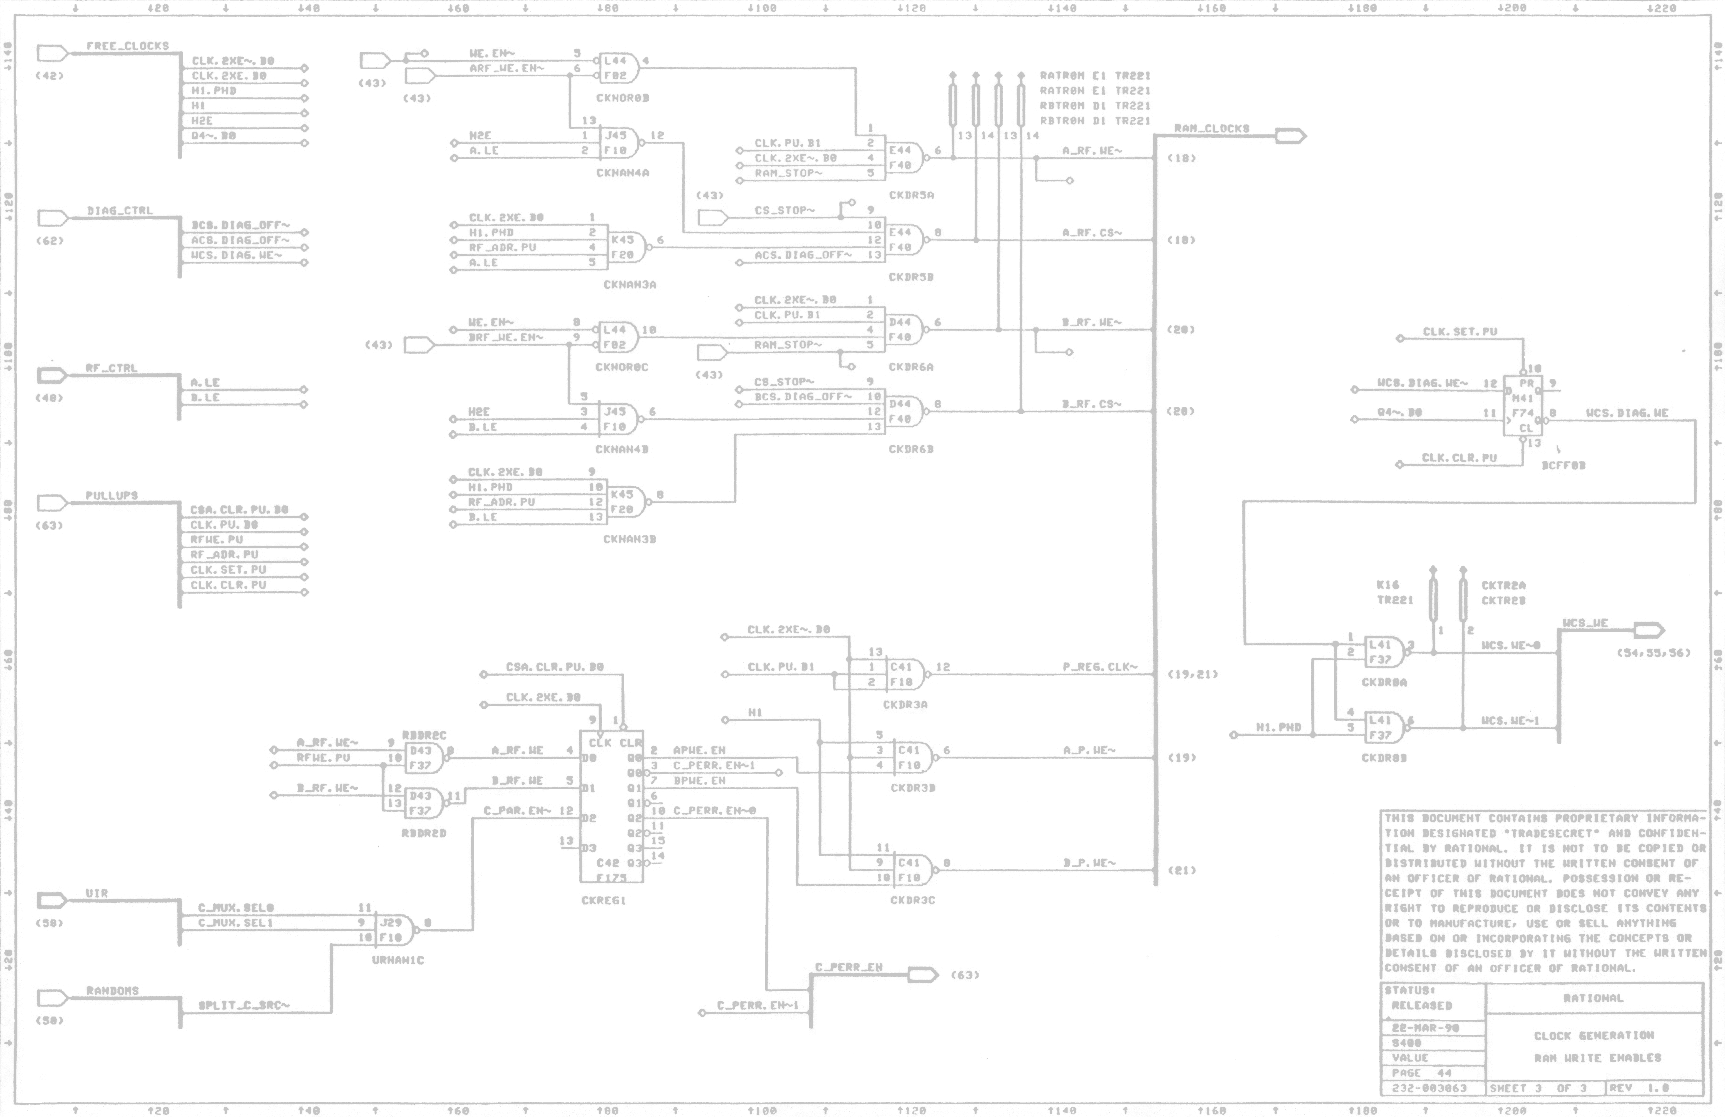 ↓ ↓20 ↓ ↓40 ↓ ↓60 ↓ ↓80 ↓ ↓100 ↓ ↓120 ↓ ↓140 ↓ ↓160 ↓ ↓180 ↓ ↓200 ↓ ↓220
FREE_CLOCKS
(42)
CLK.2XE~.B0
CLK.2XE.B0
H1.PHD
H1
H2E
Q4~.B0
DIAG_CTRL
(62)
BCS.DIAG_OFF~
ACS.DIAG_OFF~
WCS.DIAG.WE~
RF_CTRL
(48)
A.LE
B.LE
PULLUPS
(63)
CSA.CLR.PU.B0
CLK.PU.B0
RFWE.PU
RF_ADR.PU
CLK.SET.PU
CLK.CLR.PU
UIR
(58)
C_MUX.SEL0
C_MUX.SEL1
RANDOMS
(50)
SPLIT_C_SRC~
11
9
10
J29
F10
8
URNAN1C
(43)
(43)
WE.EN~
ARF_WE.EN~
5
6
L44
F02
4
CKNOR0B
H2E
A.LE
13
1
2
J45
F10
12
CKNAN4A
CLK.2XE.B0
H1.PHD
RF_ADR.PU
A.LE
1
2
4
5
K45
F20
6
CKNAN3A
(43)
WE.EN~
BRF_WE.EN~
8
9
L44
F02
10
CKNOR0C
H2E
B.LE
5
3
4
J45
F10
6
CKNAN4B
CLK.2XE.B0
H1.PHD
RF_ADR.PU
B.LE
9
10
12
13
K45
F20
8
CKNAN3B
CLK.PU.B1
CLK.2XE~.B0
RAM_STOP~
1
2
4
5
E44
F40
6
CKDR5A
(43)
CS_STOP~
ACS.DIAG_OFF~
9
10
12
13
E44
F40
8
CKDR5B
CLK.2XE~.B0
CLK.PU.B1
RAM_STOP~
(43)
1
2
4
5
D44
F40
6
CKDR6A
CS_STOP~
BCS.DIAG_OFF~
9
10
12
13
D44
F40
8
CKDR6B
RATR0M E1 TR221
RATR0H E1 TR221
RBTR0M D1 TR221
RBTR0H D1 TR221
13 14 13 14
A_RF.WE~
A_RF.CS~
B_RF.WE~
B_RF.CS~
RAM_CLOCKS
(18)
(18)
(20)
(20)
CLK.SET.PU
WCS.DIAG.WE~
Q4~.B0
CLK.CLR.PU
10
12 D PR Q 9
M41
F74
11 CL Q 8
13
BCFF0B
WCS.DIAG.WE
K16
TR221
CKTR2A
CKTR2B
1 2
1
2
L41
F37
3
CKDR0A
WCS.WE~0
4
5
L41
F37
6
CKDR0B
WCS.WE~1
H1.PHD
WCS_WE
(54,55,56)
CSA.CLR.PU.B0
CLK.2XE.B0
RBDR2C
A_RF.WE~
RFWE.PU
9
10
D43
F37
8
A_RF.WE
B_RF.WE~
12
13
D43
F37
11
RBDR2D
B_RF.WE
C_PAR.EN~
9 1
CLK CLR
4 D0 Q0 2
Q0 3
5 D1 Q1 7
Q1 6
12 D2 Q2 10
Q2 11
13 D3 Q3 15
Q3 14
C42
F175
CKREG1
APWE.EN
C_PERR.EN~1
BPWE.EN
C_PERR.EN~0
CLK.2XE~.B0
CLK.PU.B1
H1
13
1
2
C41
F10
12
CKDR3A
5
3
4
C41
F10
6
CKDR3B
11
9
10
C41
F10
8
CKDR3C
P_REG.CLK~
A_P.WE~
B_P.WE~
(19,21)
(19)
(21)
C_PERR_EN
(63)
C_PERR.EN~1
THIS DOCUMENT CONTAINS PROPRIETARY INFORMA-
TION DESIGNATED "TRADESECRET" AND CONFIDEN-
TIAL BY RATIONAL. IT IS NOT TO BE COPIED OR
DISTRIBUTED WITHOUT THE WRITTEN CONSENT OF
AN OFFICER OF RATIONAL. POSSESSION OR RE-
CEIPT OF THIS DOCUMENT DOES NOT CONVEY ANY
RIGHT TO REPRODUCE OR DISCLOSE ITS CONTENTS
OR TO MANUFACTURE, USE OR SELL ANYTHING
BASED ON OR INCORPORATING THE CONCEPTS OR
DETAILS DISCLOSED BY IT WITHOUT THE WRITTEN
CONSENT OF AN OFFICER OF RATIONAL.
STATUS:
RELEASED
RATIONAL
22-MAR-90
S400
VALUE
PAGE 44
CLOCK GENERATION
RAM WRITE ENABLES
232-003063
SHEET 3 OF 3
REV 1.0
↑ ↑20 ↑ ↑40 ↑ ↑60 ↑ ↑80 ↑ ↑100 ↑ ↑120 ↑ ↑140 ↑ ↑160 ↑ ↑180 ↑ ↑200 ↑ ↑220